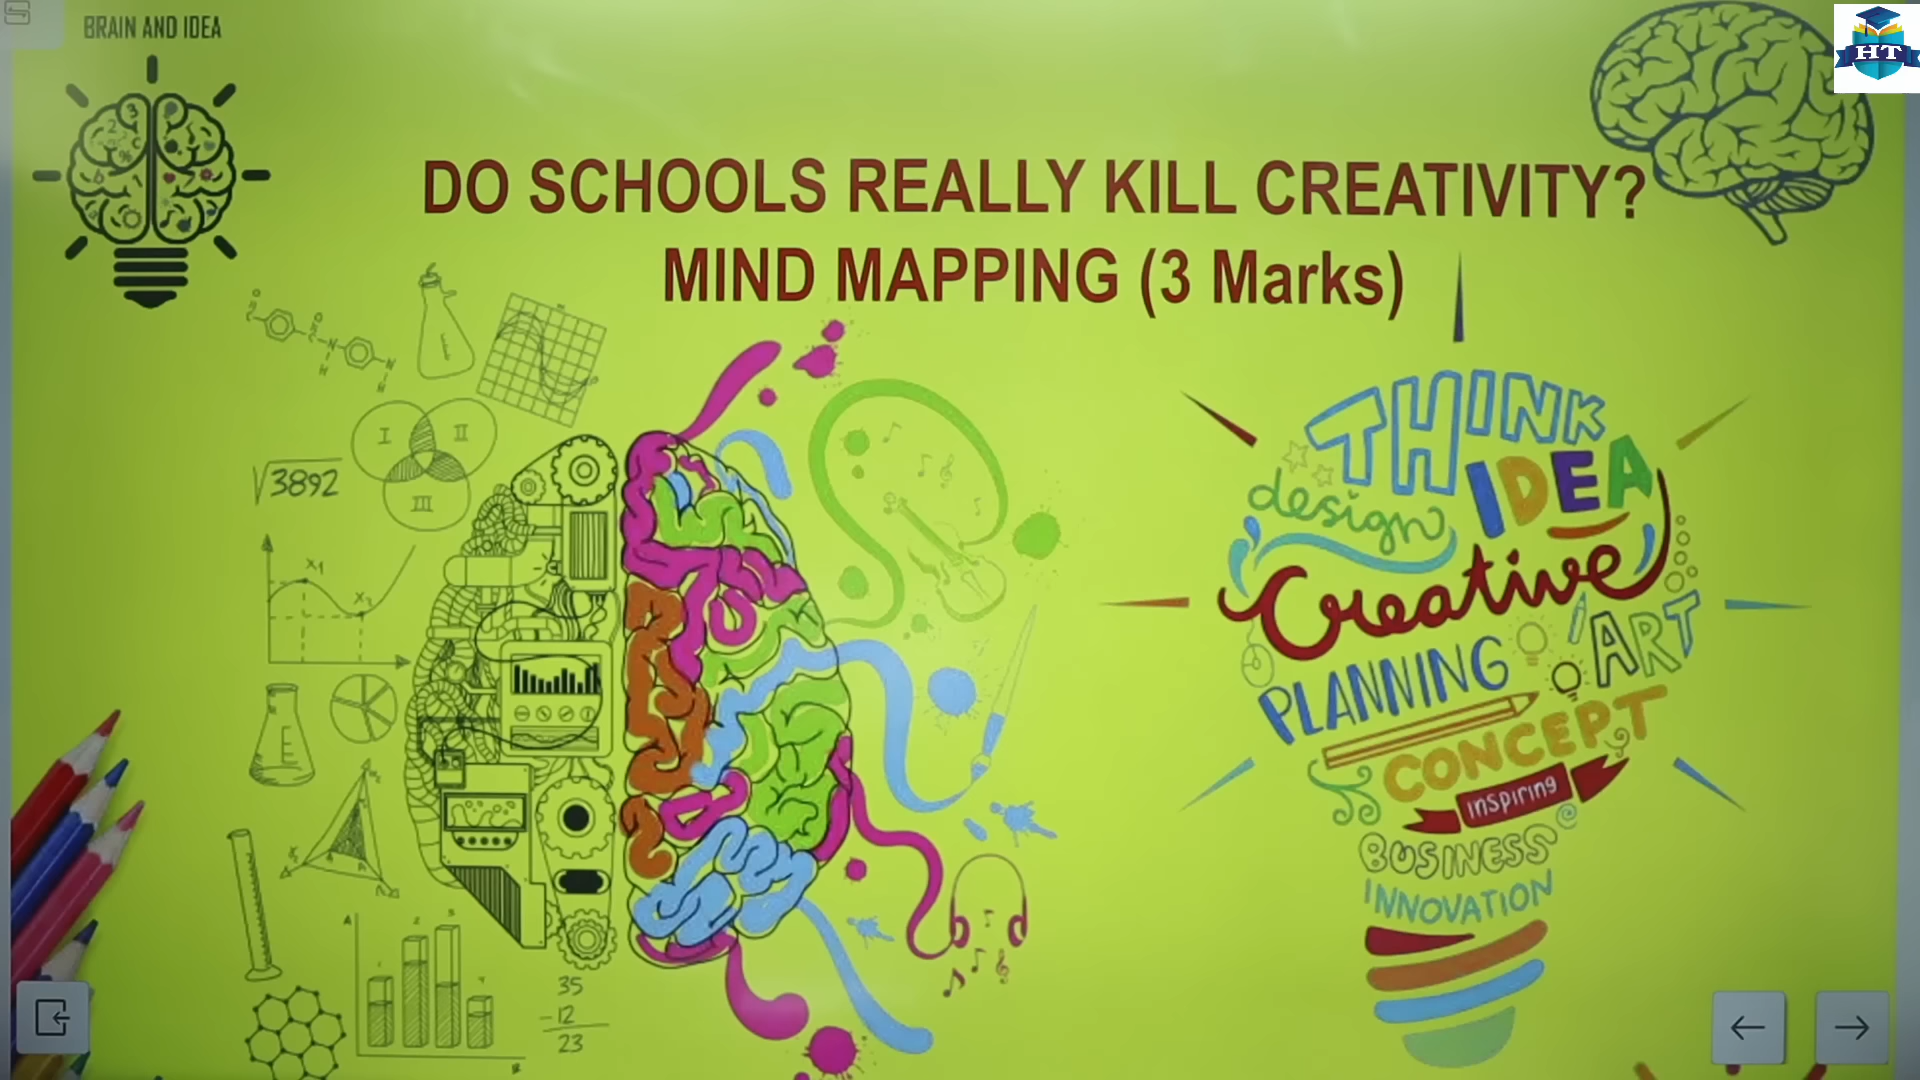 BRAIN AND IDEA
HT
DO SCHOOLS REALLY KILL CREATIVITY?
MIND MAPPING (3 Marks)
THINK
IDEA
design
Creative
PLANNING
ART
CONCEPT
inspiring
BUSINESS
INNOVATION
I
II
III
√3892
X1
35
-12
23